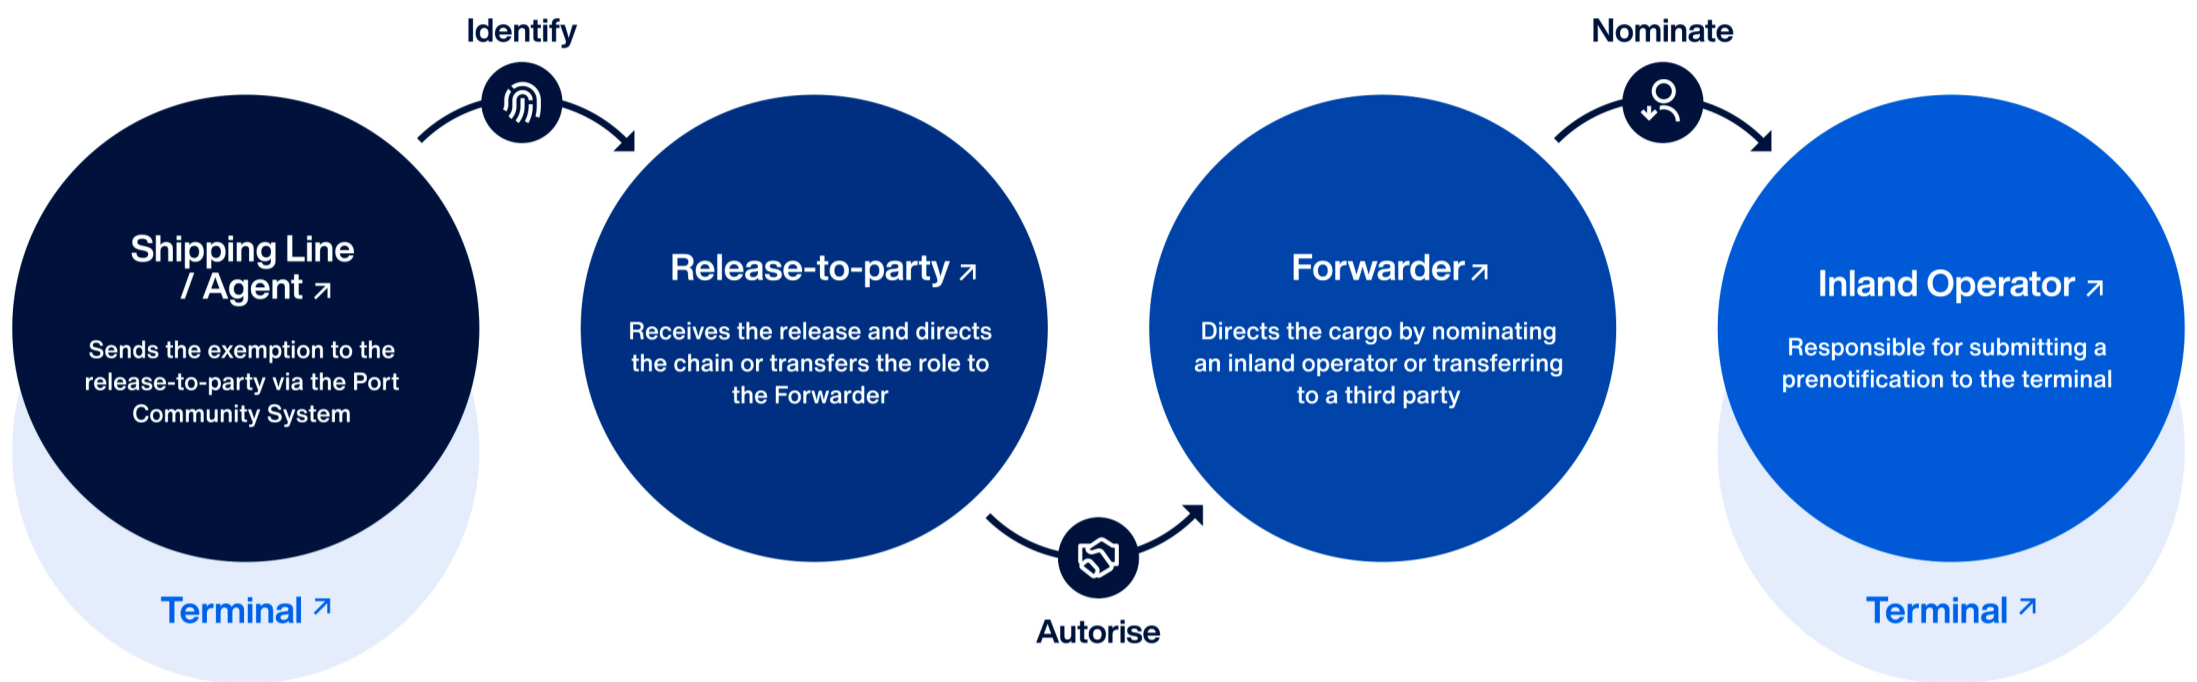 Identify
Nominate
Shipping Line
/ Agent
Sends the exemption to the
release-to-party via the Port
Community System
Terminal
Release-to-party
Receives the release and directs
the chain or transfers the role to
the Forwarder
Autorise
Forwarder
Directs the cargo by nominating
an inland operator or transferring
to a third party
Inland Operator
Responsible for submitting a
prenotification to the terminal
Terminal